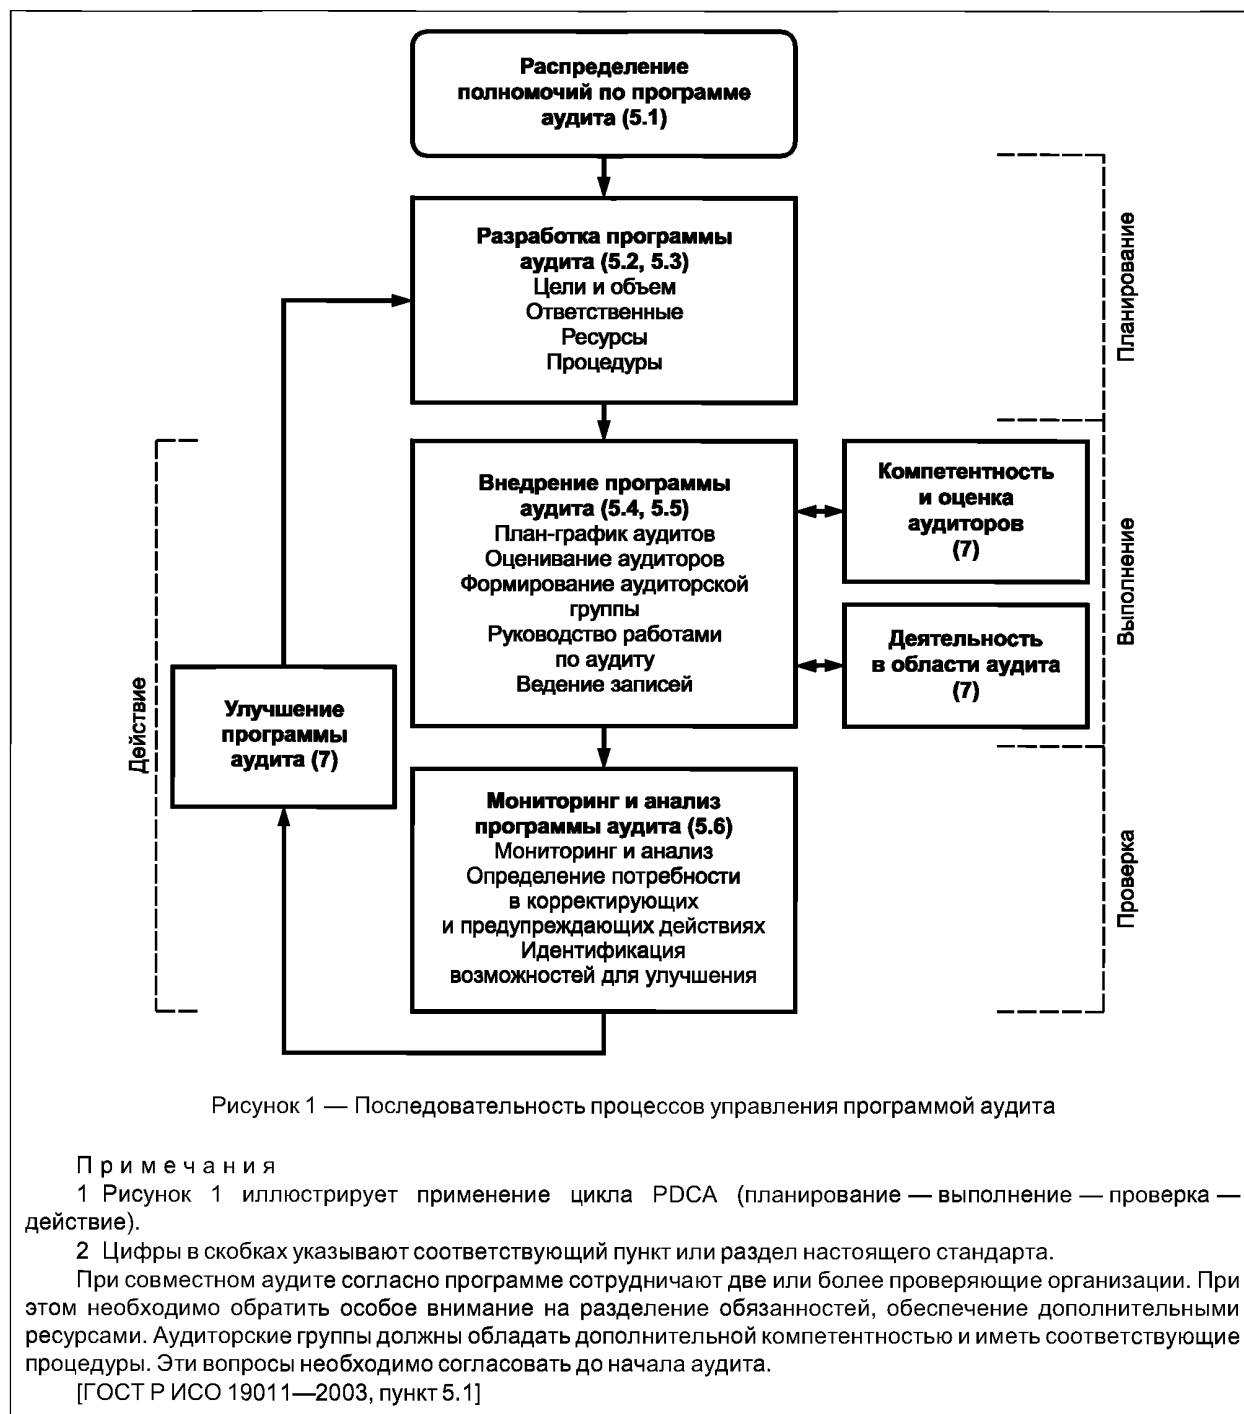 Распределение
полномочий по программе
аудита (5.1)
Разработка программы
аудита (5.2, 5.3)
Цели и объем
Ответственные
Ресурсы
Процедуры
Планирование
Внедрение программы
аудита (5.4, 5.5)
План-график аудитов
Оценивание аудиторов
Формирование аудиторской
группы
Руководство работами
по аудиту
Ведение записей
Компетентность
и оценка
аудиторов
(7)
Деятельность
в области аудита
(7)
Выполнение
Улучшение
программы
аудита (7)
Действие
Мониторинг и анализ
программы аудита (5.6)
Мониторинг и анализ
Определение потребности
в корректирующих
и предупреждающих действиях
Идентификация
возможностей для улучшения
Проверка
Рисунок 1 — Последовательность процессов управления программой аудита
П р и м е ч а н и я
1 Рисунок 1 иллюстрирует применение цикла PDCA (планирование — выполнение — проверка —
действие).
2 Цифры в скобках указывают соответствующий пункт или раздел настоящего стандарта.
При совместном аудите согласно программе сотрудничают две или более проверяющие организации. При
этом необходимо обратить особое внимание на разделение обязанностей, обеспечение дополнительными
ресурсами. Аудиторские группы должны обладать дополнительной компетентностью и иметь соответствующие
процедуры. Эти вопросы необходимо согласовать до начала аудита.
[ГОСТ Р ИСО 19011—2003, пункт 5.1]